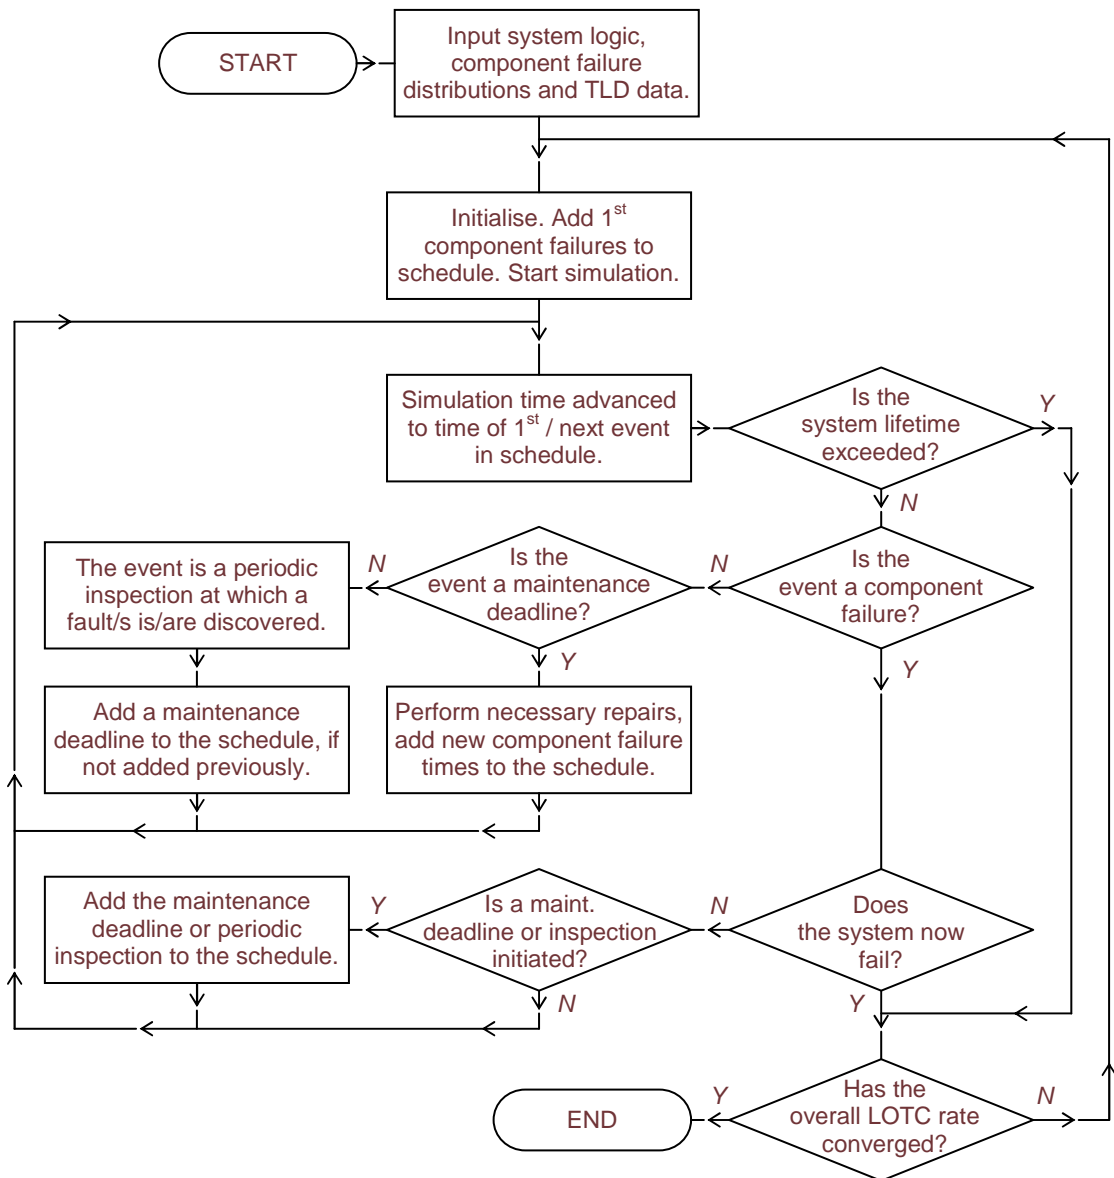 START
Input system logic,
component failure
distributions and TLD data.
Initialise. Add 1st
component failures to
schedule. Start simulation.
Simulation time advanced
to time of 1st / next event
in schedule.
Is the
system lifetime
exceeded?
Y
N
The event is a periodic
inspection at which a
fault/s is/are discovered.
N
Is the
event a maintenance
deadline?
N
Is the
event a component
failure?
Y
Y
Add a maintenance
deadline to the schedule, if
not added previously.
Perform necessary repairs,
add new component failure
times to the schedule.
Add the maintenance
deadline or periodic
inspection to the schedule.
Y
Is a maint.
deadline or inspection
initiated?
N
Does
the system now
fail?
N
Y
END
Y
Has the
overall LOTC rate
converged?
N